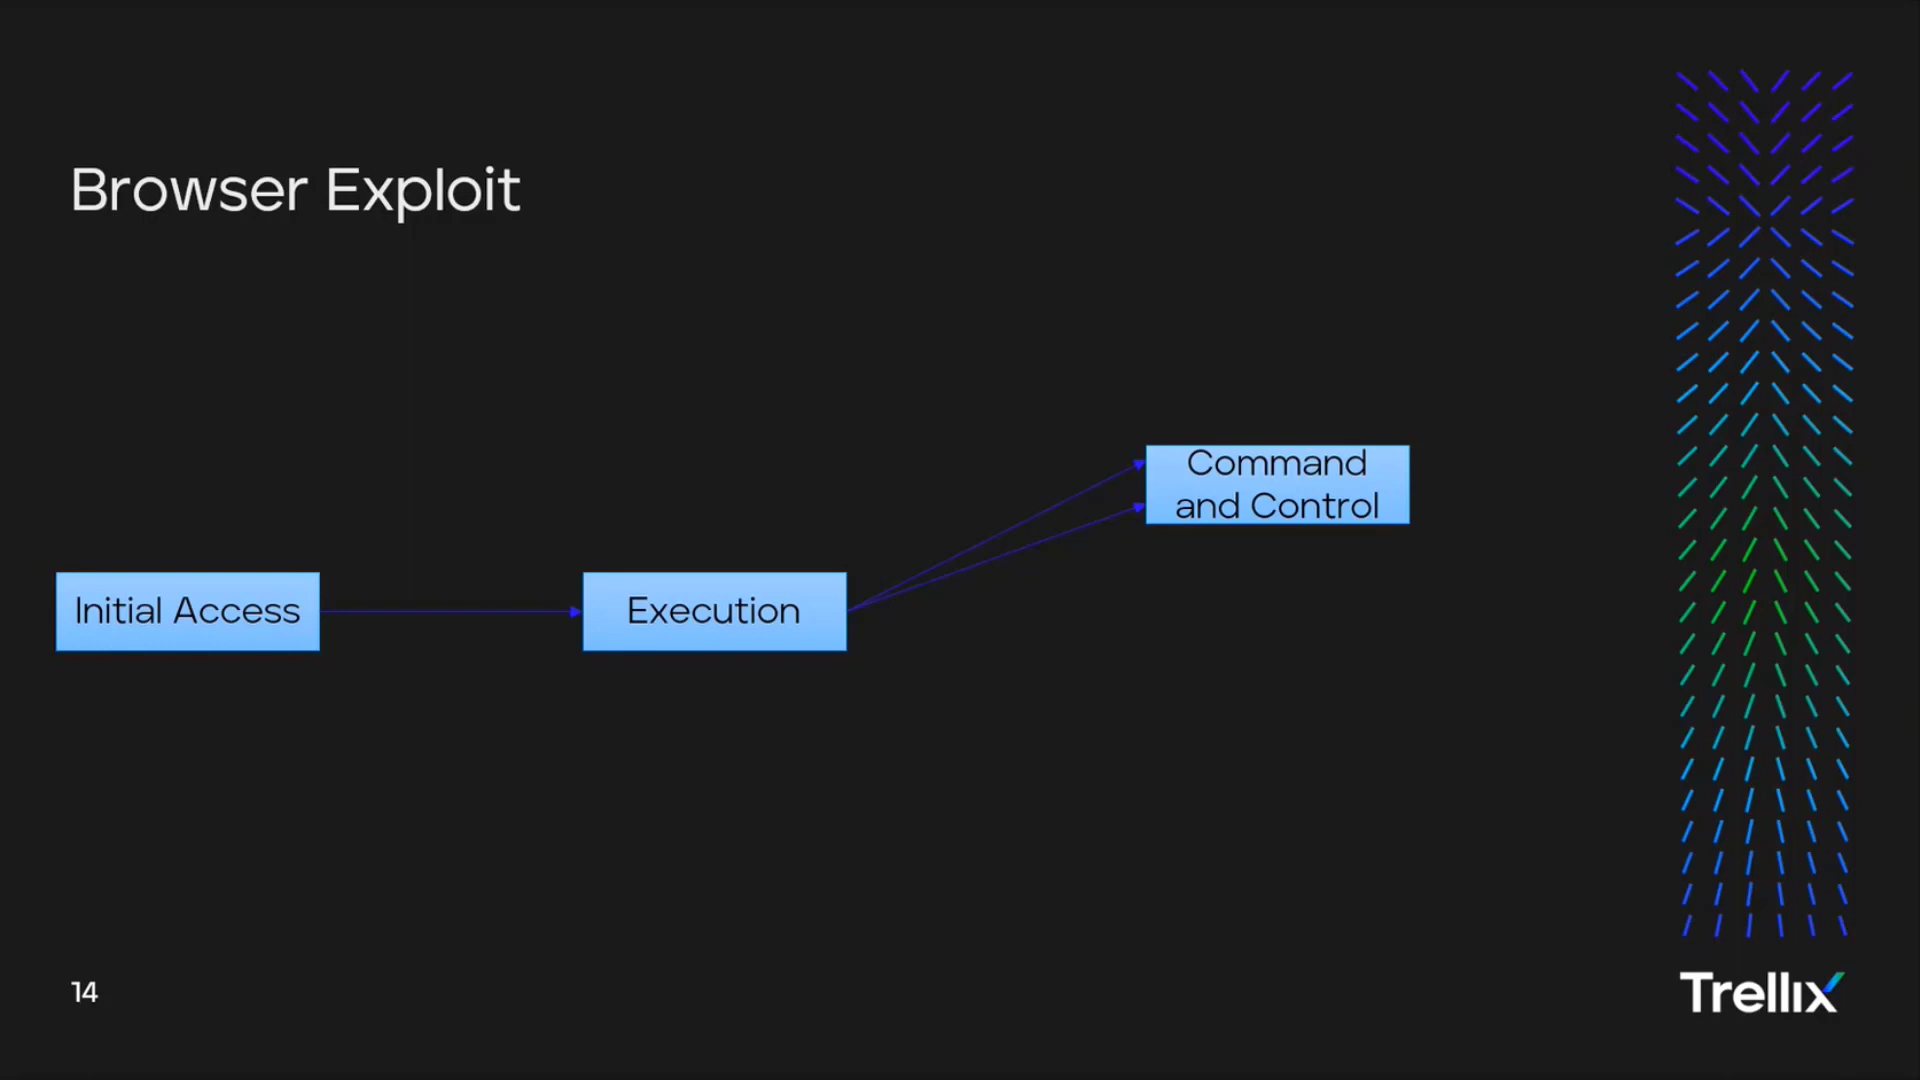 Browser Exploit
Command
and Control
Initial Access
Execution
14
Trellix